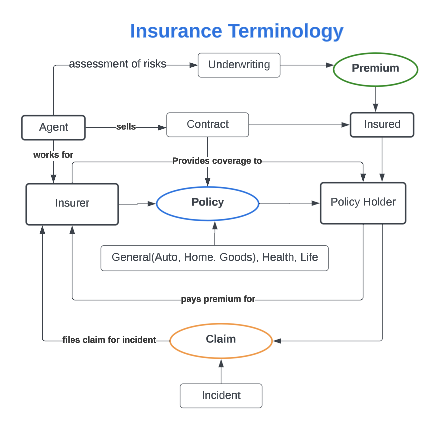 Insurance Terminology
assessment of risks
Underwriting
Premium
Agent
sells
Contract
Insured
works for
Provides coverage to
Insurer
Policy
Policy Holder
General(Auto, Home. Goods), Health, Life
pays premium for
files claim for incident
Claim
Incident